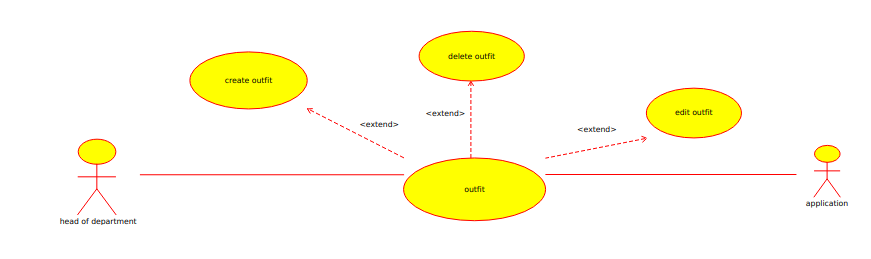 delete outfit
create outfit
<extend>
edit outfit
<extend>
<extend>
outfit
head of department
application